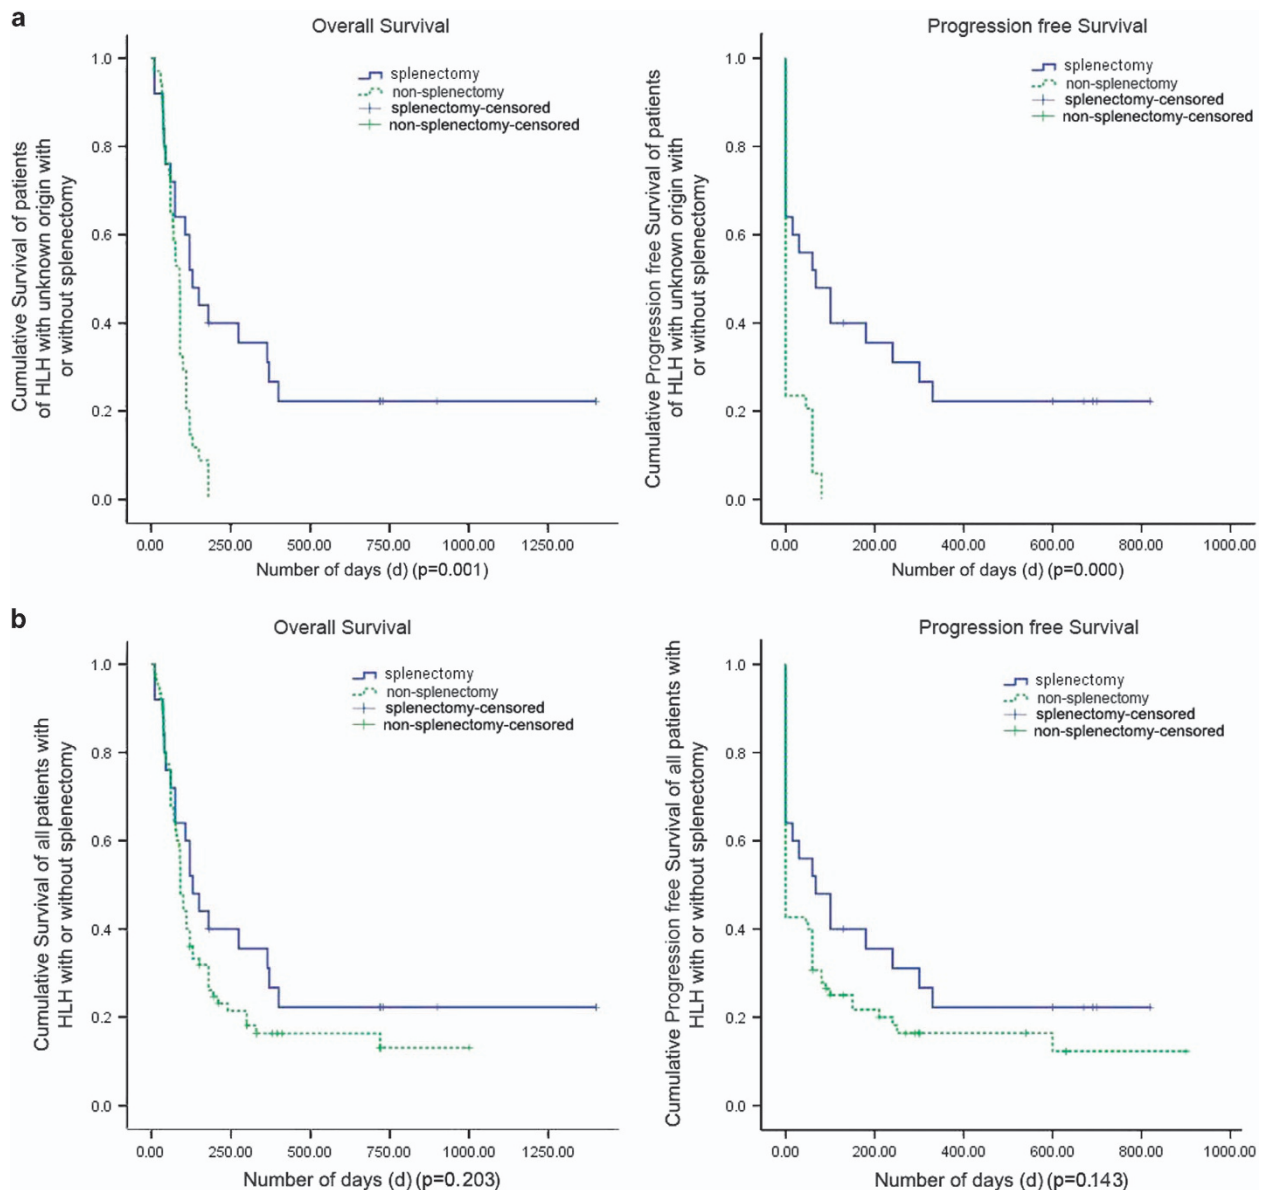 a
Overall Survival
Cumulative Survival of patients
of HLH with unknown origin with
or without splenectomy
1.0
0.8
0.6
0.4
0.2
0.0
splenectomy
non-splenectomy
splenectomy-censored
non-splenectomy-censored
0.00 250.00 500.00 750.00 1000.00 1250.00
Number of days (d) (p=0.001)
Progression free Survival
Cumulative Progression free Survival of patients
of HLH with unknown origin with
or without splenectomy
1.0
0.8
0.6
0.4
0.2
0.0
splenectomy
non-splenectomy
splenectomy-censored
non-splenectomy-censored
0.00 200.00 400.00 600.00 800.00 1000.00
Number of days (d) (p=0.000)
b
Overall Survival
Cumulative Survival of all patients with
HLH with or without splenectomy
1.0
0.8
0.6
0.4
0.2
0.0
splenectomy
non-splenectomy
splenectomy-censored
non-splenectomy-censored
0.00 250.00 500.00 750.00 1000.00 1250.00
Number of days (d) (p=0.203)
Progression free Survival
Cumulative Progression free Survival of all patients with
HLH with or without splenectomy
1.0
0.8
0.6
0.4
0.2
0.0
splenectomy
non-splenectomy
splenectomy-censored
non-splenectomy-censored
0.00 200.00 400.00 600.00 800.00 1000.00
Number of days (d) (p=0.143)